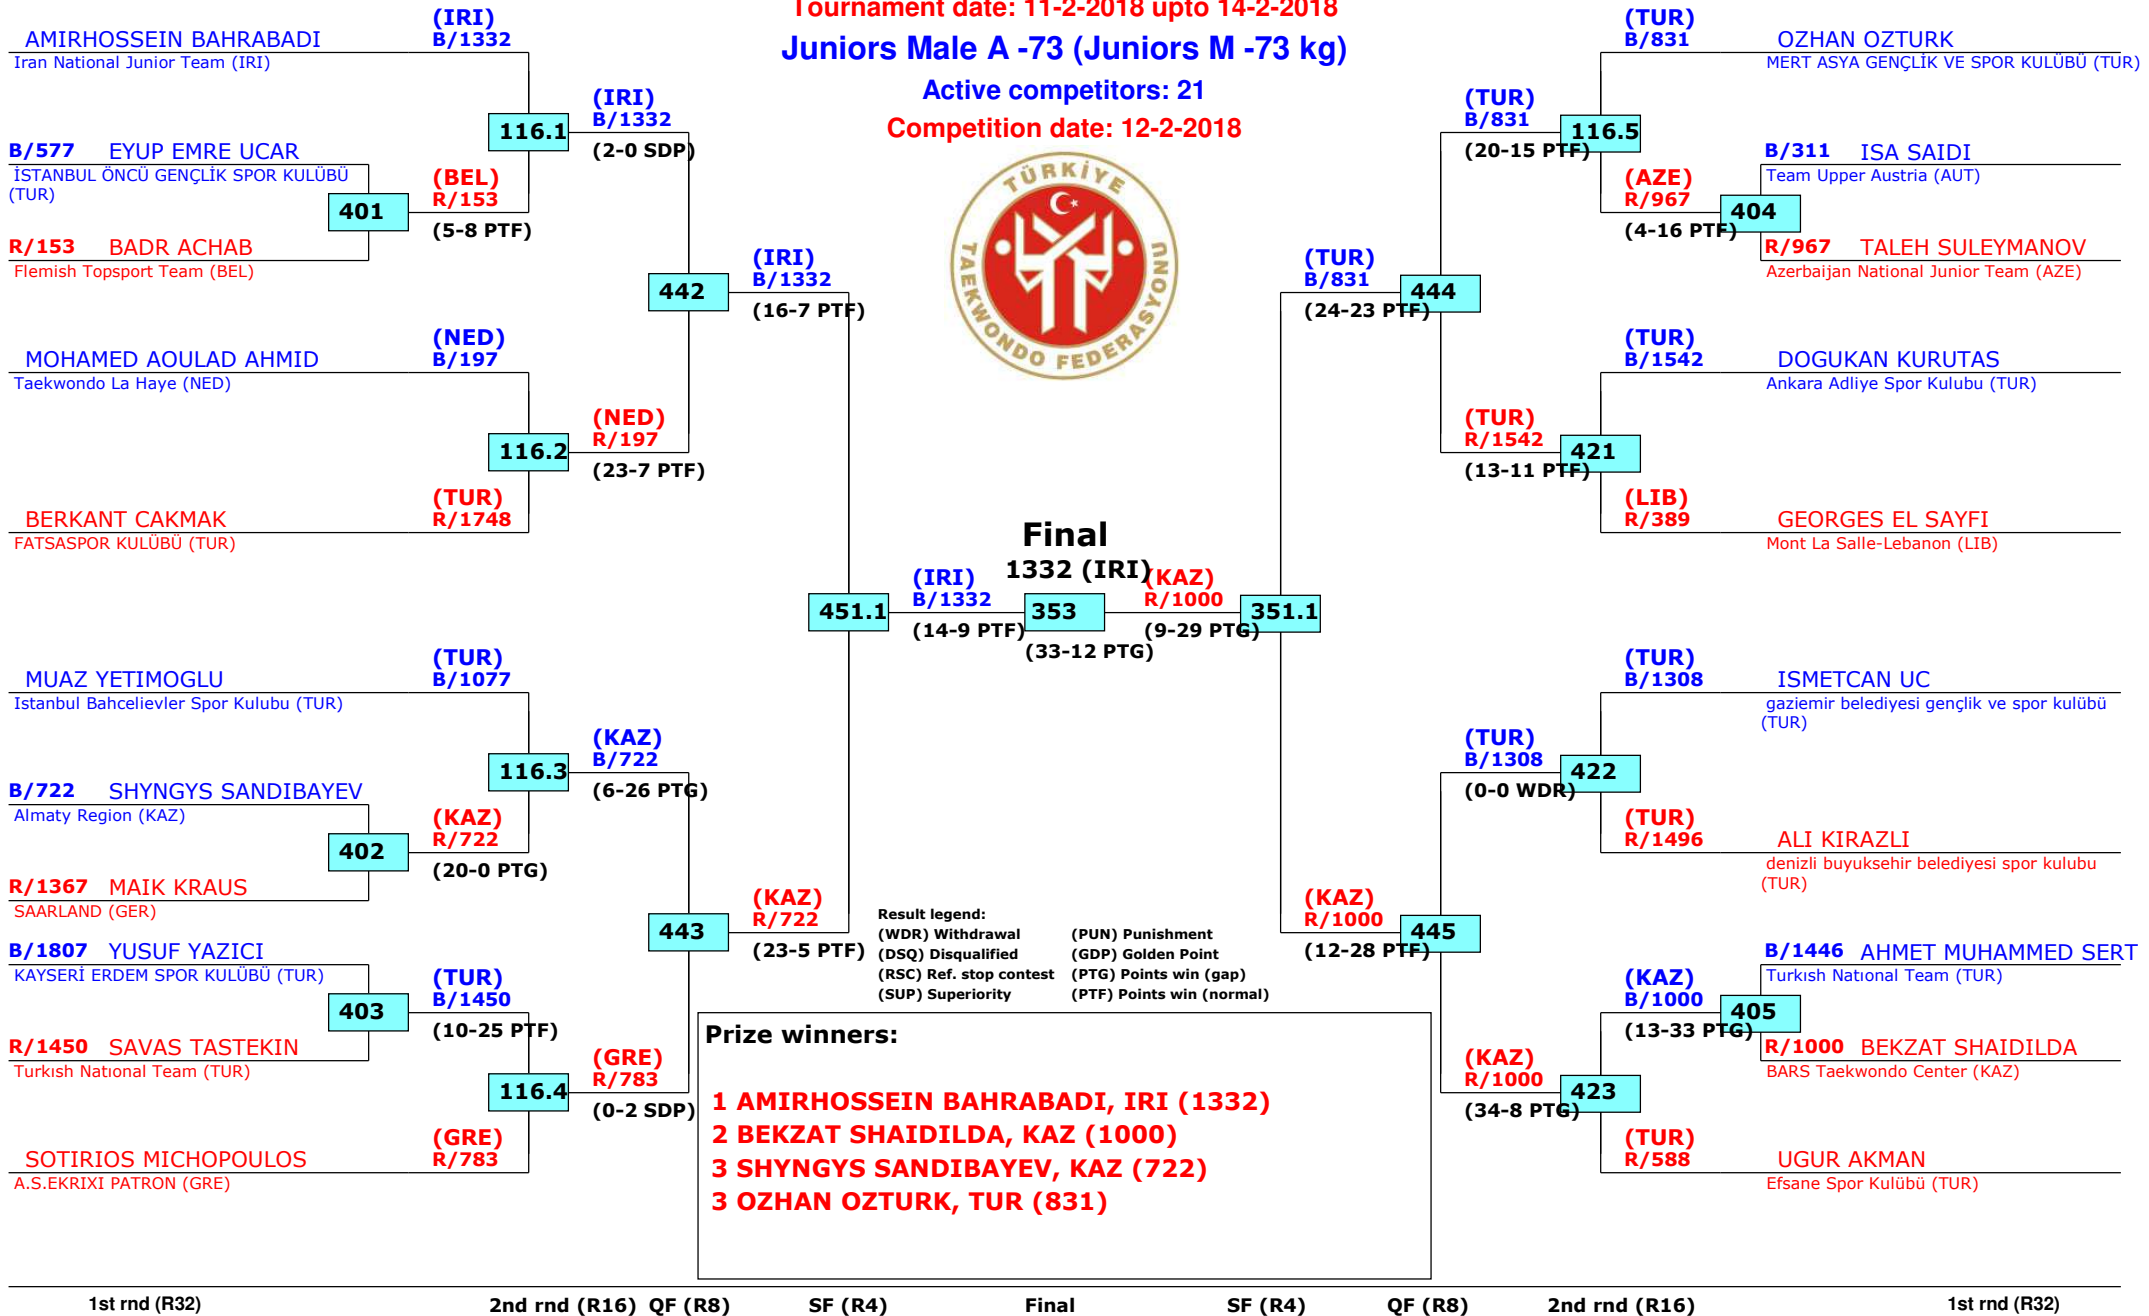 Tournament date: 11-2-2018 upto 14-2-2018
Juniors Male A -73 (Juniors M -73 kg)
Active competitors: 21
Competition date: 12-2-2018
TÜRKİYE
TAEKWONDO FEDERASYONU
AMIRHOSSEIN BAHRABADI
Iran National Junior Team (IRI)
(IRI)
B/1332
B/577 EYUP EMRE UCAR
İSTANBUL ÖNCÜ GENÇLİK SPOR KULÜBÜ
(TUR)
401
R/153 BADR ACHAB
Flemish Topsport Team (BEL)
(BEL)
R/153
(5-8 PTF)
116.1
(IRI)
B/1332
(2-0 SDP)
MOHAMED AOULAD AHMID
Taekwondo La Haye (NED)
(NED)
B/197
116.2
BERKANT CAKMAK
FATSASPOR KULÜBÜ (TUR)
(TUR)
R/1748
(NED)
R/197
(23-7 PTF)
442
(IRI)
B/1332
(16-7 PTF)
MUAZ YETIMOGLU
Istanbul Bahcelievler Spor Kulubu (TUR)
(TUR)
B/1077
B/722 SHYNGYS SANDIBAYEV
Almaty Region (KAZ)
402
R/1367 MAIK KRAUS
SAARLAND (GER)
(KAZ)
R/722
(20-0 PTG)
116.3
(KAZ)
B/722
(6-26 PTG)
B/1807 YUSUF YAZICI
KAYSERİ ERDEM SPOR KULÜBÜ (TUR)
403
R/1450 SAVAS TASTEKIN
Turkısh Natıonal Team (TUR)
(TUR)
B/1450
(10-25 PTF)
116.4
SOTIRIOS MICHOPOULOS
A.S.EKRIXI PATRON (GRE)
(GRE)
R/783
(GRE)
R/783
(0-2 SDP)
443
(KAZ)
R/722
(23-5 PTF)
451.1
(IRI)
B/1332
(14-9 PTF)
Final
1332 (IRI)
353
(33-12 PTG)
(KAZ)
R/1000
(9-29 PTG)
351.1
(TUR)
B/831
(24-23 PTF)
444
(TUR)
B/831
(20-15 PTF)
116.5
(TUR)
B/831
OZHAN OZTURK
MERT ASYA GENÇLİK VE SPOR KULÜBÜ (TUR)
B/311 ISA SAIDI
Team Upper Austria (AUT)
(AZE)
R/967
(4-16 PTF)
404
R/967 TALEH SULEYMANOV
Azerbaijan National Junior Team (AZE)
(TUR)
B/1542
DOGUKAN KURUTAS
Ankara Adliye Spor Kulubu (TUR)
(TUR)
R/1542
(13-11 PTF)
421
(LIB)
R/389
GEORGES EL SAYFI
Mont La Salle-Lebanon (LIB)
(TUR)
B/1308
ISMETCAN UC
gaziemir belediyesi gençlik ve spor kulübü
(TUR)
(TUR)
B/1308
(0-0 WDR)
422
(TUR)
R/1496
ALI KIRAZLI
denizli buyuksehir belediyesi spor kulubu
(TUR)
(KAZ)
R/1000
(12-28 PTF)
445
B/1446 AHMET MUHAMMED SERT
Turkısh Natıonal Team (TUR)
(KAZ)
B/1000
(13-33 PTG)
405
R/1000 BEKZAT SHAIDILDA
BARS Taekwondo Center (KAZ)
(KAZ)
R/1000
(34-8 PTG)
423
(TUR)
R/588
UGUR AKMAN
Efsane Spor Kulübü (TUR)
Result legend:
(WDR) Withdrawal (PUN) Punishment
(DSQ) Disqualified (GDP) Golden Point
(RSC) Ref. stop contest (PTG) Points win (gap)
(SUP) Superiority (PTF) Points win (normal)
Prize winners:
1 AMIRHOSSEIN BAHRABADI, IRI (1332)
2 BEKZAT SHAIDILDA, KAZ (1000)
3 SHYNGYS SANDIBAYEV, KAZ (722)
3 OZHAN OZTURK, TUR (831)
1st rnd (R32) 2nd rnd (R16) QF (R8) SF (R4) Final SF (R4) QF (R8) 2nd rnd (R16) 1st rnd (R32)